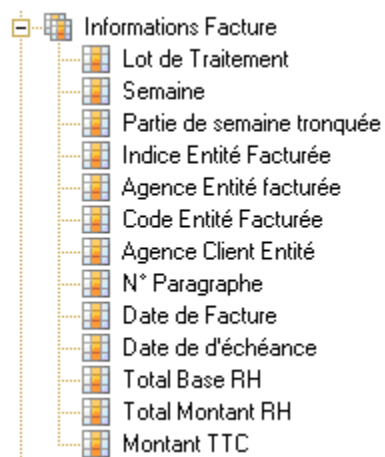 Informations Facture
Lot de Traitement
Semaine
Partie de semaine tronquée
Indice Entité Facturée
Agence Entité facturée
Code Entité Facturée
Agence Client Entité
N° Paragraphe
Date de Facture
Date de d'échéance
Total Base RH
Total Montant RH
Montant TTC